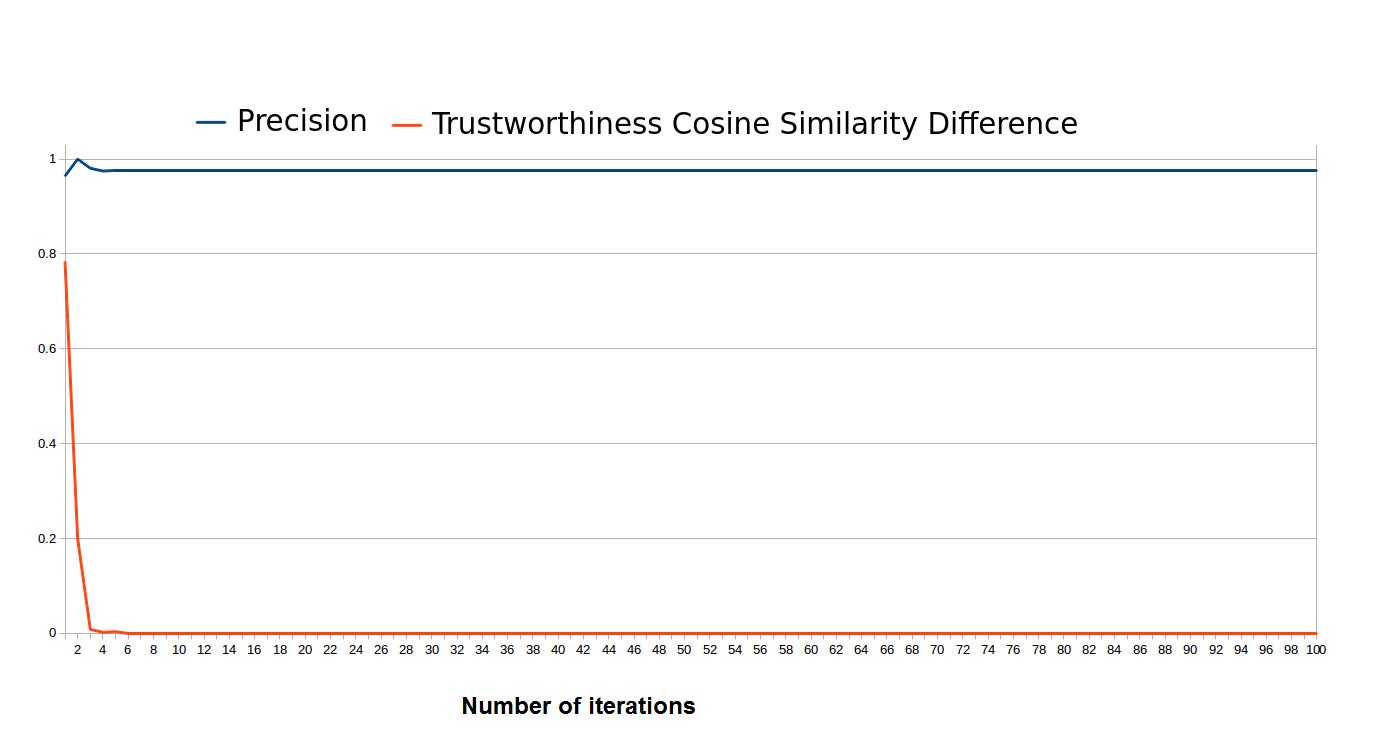 Precision Trustworthiness Cosine Similarity Difference
1
0.8
0.6
0.4
0.2
0
2 4 6 8 10 12 14 16 18 20 22 24 26 28 30 32 34 36 38 40 42 44 46 48 50 52 54 56 58 60 62 64 66 68 70 72 74 76 78 80 82 84 86 88 90 92 94 96 98 100
Number of iterations